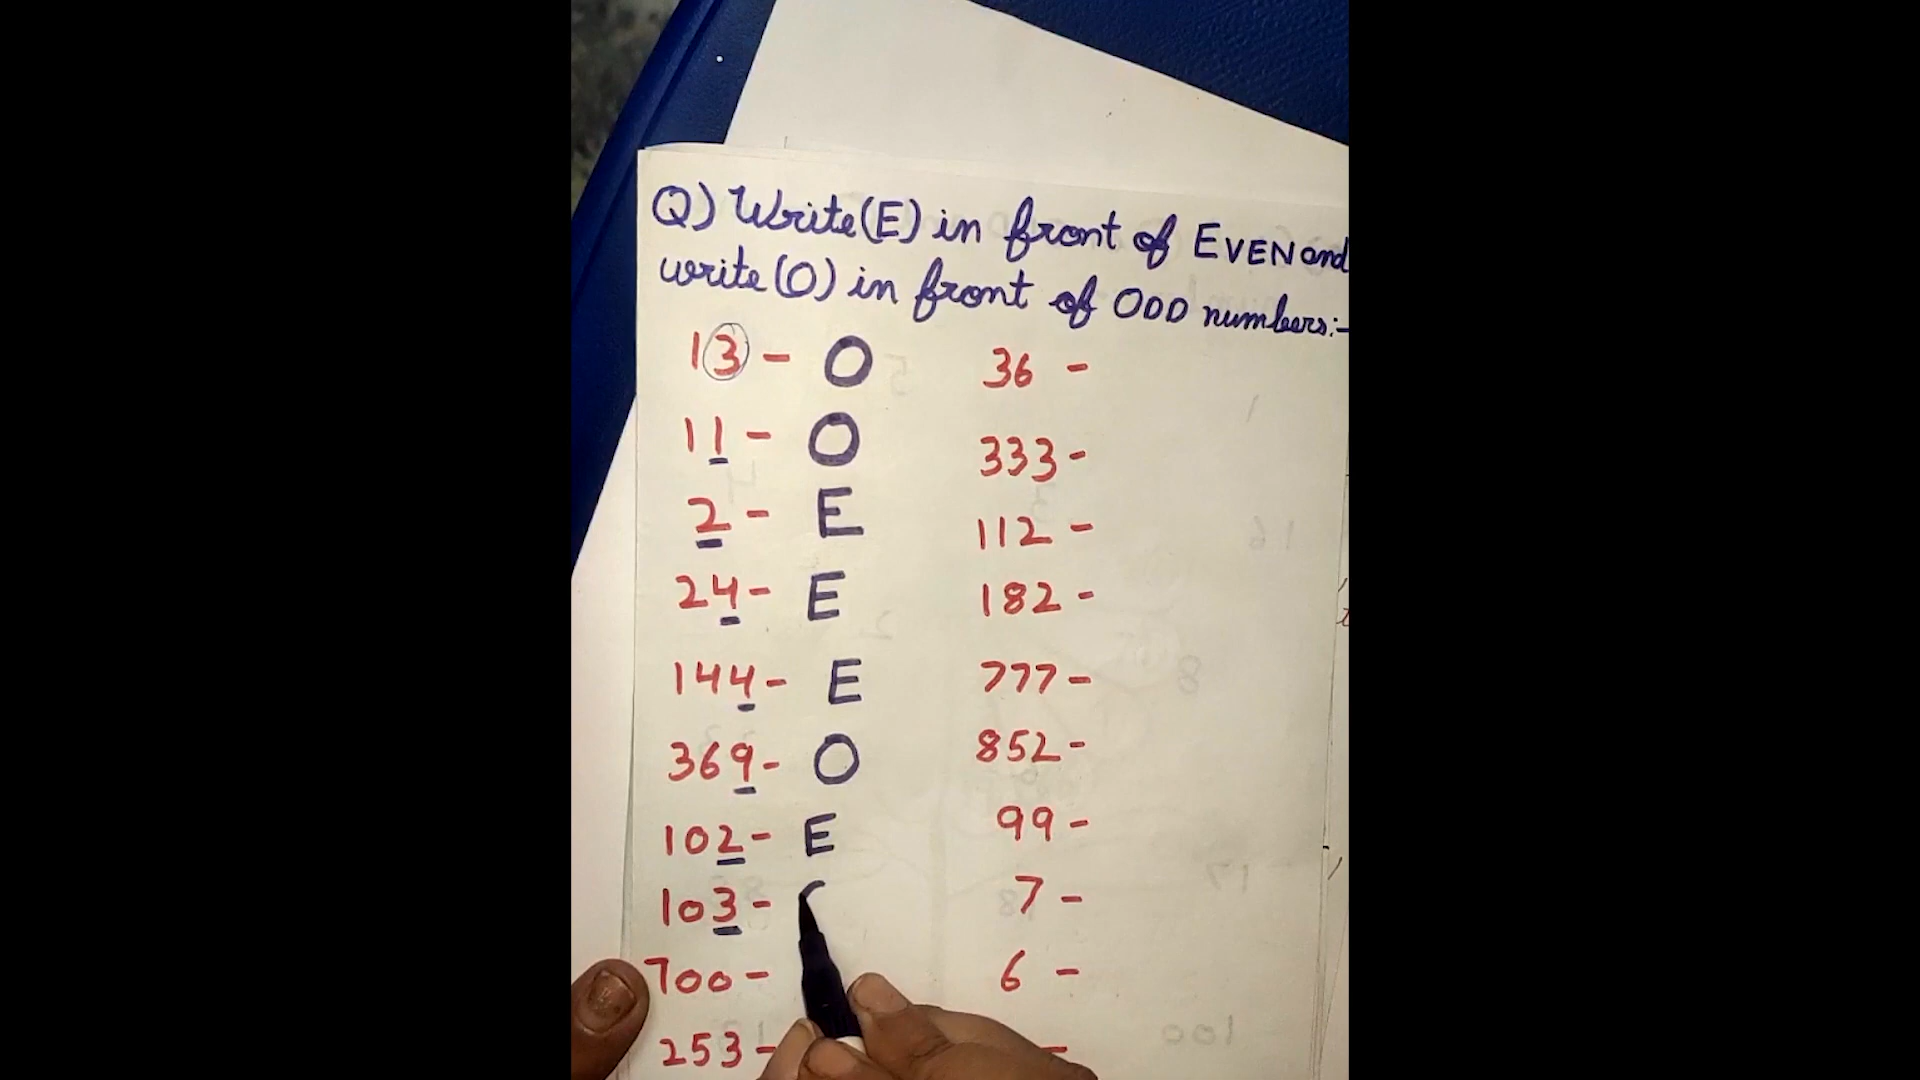 Q) Write(E) in front of EVEN and
write(O) in front of ODD numbers:-
13 - O
11 - O
2 - E
24 - E
144 - E
369 - O
102 - E
103 -
700 -
253 -
36 -
333 -
112 -
182 -
777 -
852 -
99 -
7 -
6 -
-